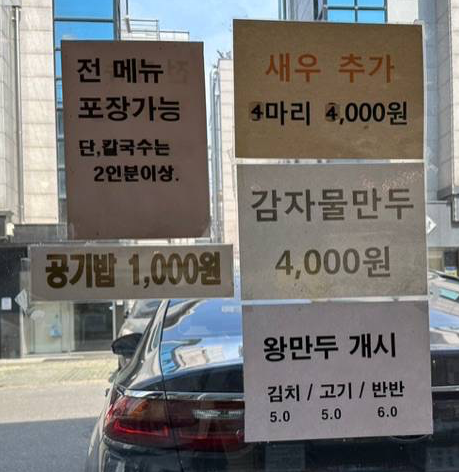 전 메뉴
포장가능
단,칼국수는
2인분이상.
공기밥 1,000원
새우 추가
4마리 4,000원
감자물만두
4,000원
왕만두 개시
김치 / 고기 / 반반
5.0 5.0 6.0